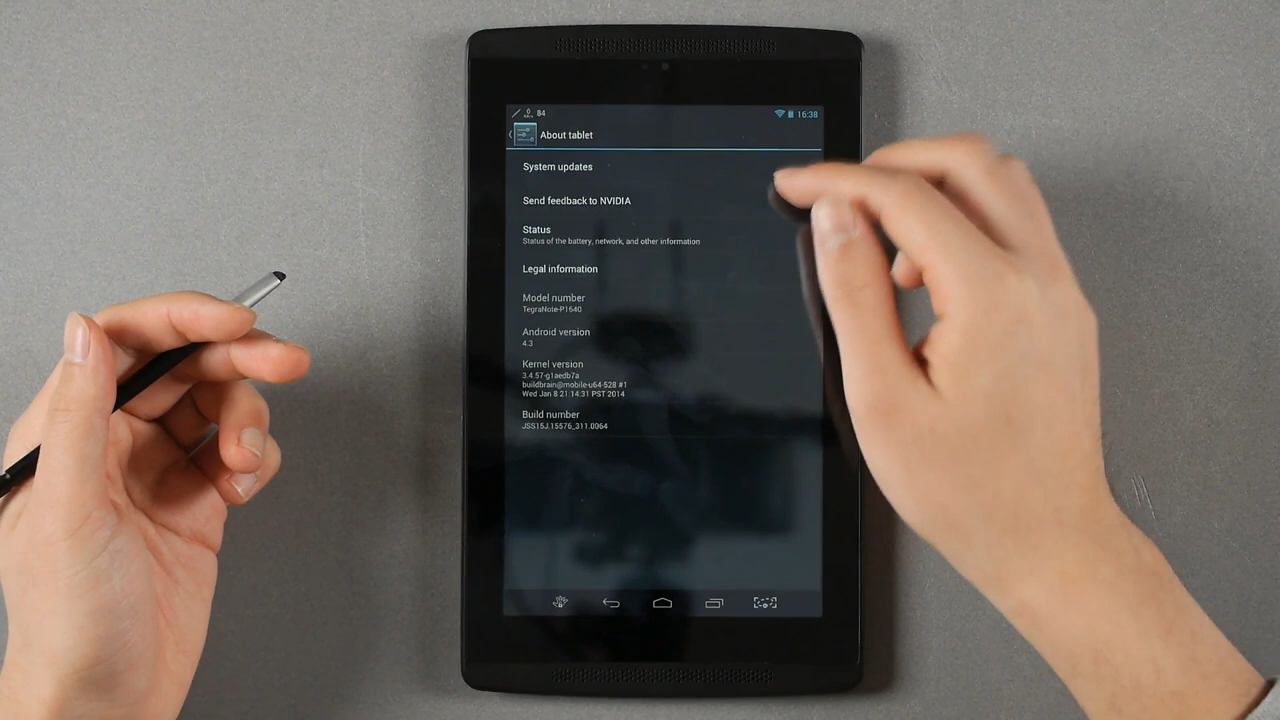 84
16:38
About tablet
System updates
Send feedback to NVIDIA
Status
Status of the battery, network, and other information
Legal information
Model number
TegraNote-P1640
Android version
4.3
Kernel version
3.4.57-g1aedb7a
buildbrain@mobile-u64-528 #1
Wed Jan 8 21:14:31 PST 2014
Build number
JSS15J.15576_311.0064